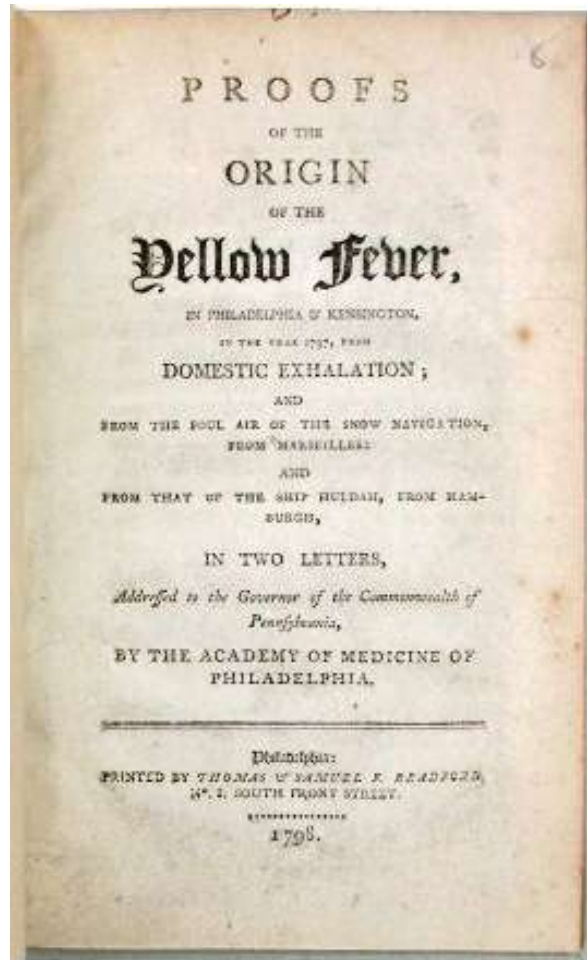 6
PROOFS
OF THE
ORIGIN
OF THE
Yellow Fever,
IN PHILADELPHIA & KENSINGTON,
IN THE YEAR 1797, FROM
DOMESTIC EXHALATION;
AND
FROM THE FOUL AIR OF THE SNOW NAVIGATION,
FROM MARSEILLES:
AND
FROM THAT OF THE SHIP HULDAH, FROM HAM-
BURGH,
IN TWO LETTERS,
Addreſſed to the Governor of the Commonwealth of
Pennſylvania,
BY THE ACADEMY OF MEDICINE OF
PHILADELPHIA.
Philadelphia:
PRINTED BY THOMAS & SAMUEL F. BRADFORD,
Nº. 8, SOUTH FRONT STREET.
1798.